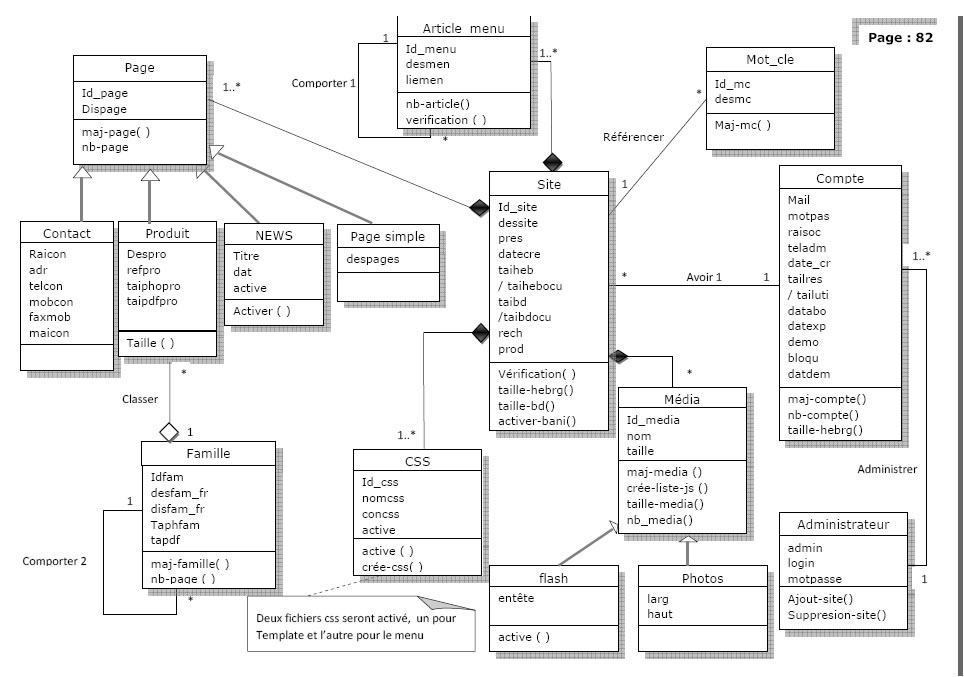 Page : 82
Article menu
Id_menu
desmen
liemen
nb-article()
verification ( )
1
Comporter 1
*
1..*
Page
Id_page
Dispage
maj-page( )
nb-page
1..*
Mot_cle
Id_mc
desmc
Maj-mc( )
*
Référencer
1
Site
Id_site
dessite
pres
datecre
taiheb
/ taihebocu
taibd
/taibdocu
rech
prod
Vérification( )
taille-hebrg()
taille-bd()
activer-bani()
Compte
Mail
motpas
raisoc
teladm
date_cr
tailres
/ tailuti
databo
datexp
demo
bloqu
datdem
maj-compte()
nb-compte()
taille-hebrg()
*
Avoir 1
1
1..*
Contact
Raicon
adr
telcon
mobcon
faxmob
maicon
Produit
Despro
refpro
taiphopro
taipdfpro
Taille ( )
NEWS
Titre
dat
active
Activer ( )
Page simple
despages
*
Classer
1
Famille
Idfam
desfam_fr
disfam_fr
Taphfam
tapdf
maj-famille( )
nb-page ( )
1
Comporter 2
*
1..*
CSS
Id_css
nomcss
concss
active
active ( )
crée-css( )
Deux fichiers css seront activé, un pour
Template et l'autre pour le menu
*
Média
Id_media
nom
taille
maj-media ()
crée-liste-js ()
taille-media()
nb_media()
flash
entête
active ( )
Photos
larg
haut
Administrer
Administrateur
admin
login
motpasse
Ajout-site()
Suppresion-site()
1